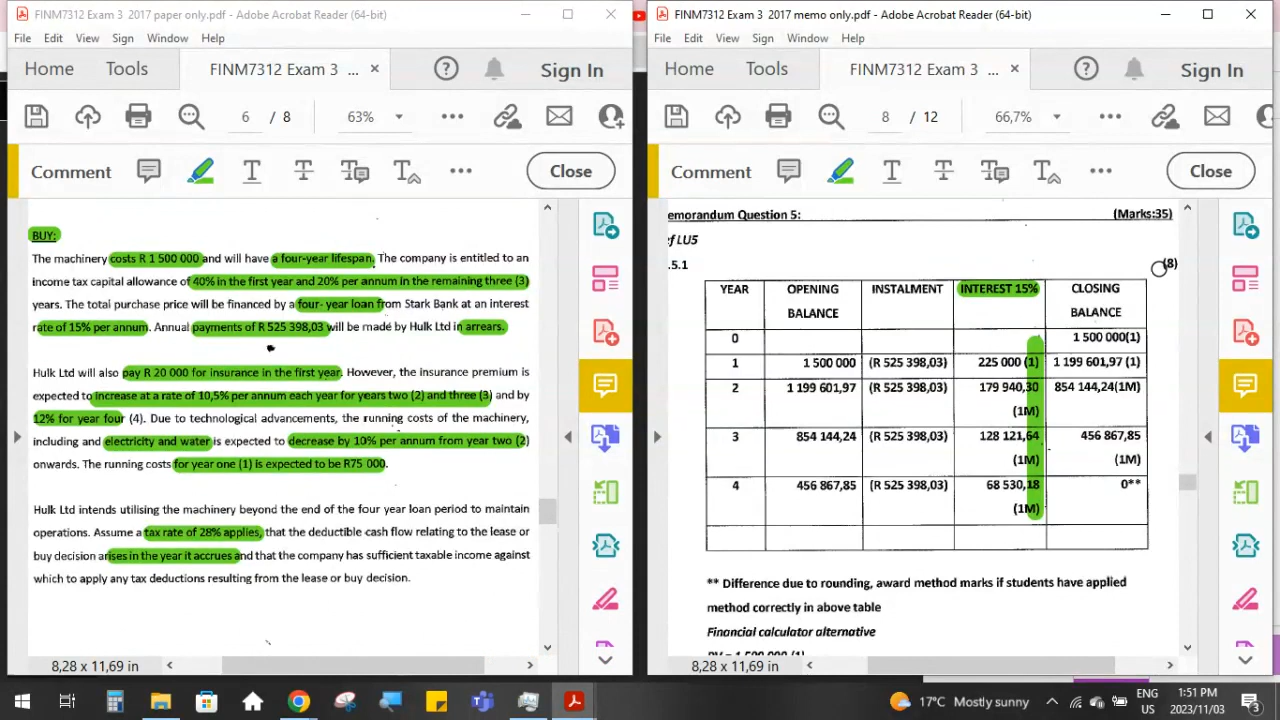 FINM7312 Exam 3 2017 paper only.pdf - Adobe Acrobat Reader (64-bit)
File Edit View Sign Window Help
Home Tools FINM7312 Exam 3 ... × ? Sign In
6 / 8 63%
Comment Close
BUY:
The machinery costs R 1 500 000 and will have a four-year lifespan. The company is entitled to an
income tax capital allowance of 40% in the first year and 20% per annum in the remaining three (3)
years. The total purchase price will be financed by a four- year loan from Stark Bank at an interest
rate of 15% per annum. Annual payments of R 525 398,03 will be made by Hulk Ltd in arrears.
Hulk Ltd will also pay R 20 000 for insurance in the first year. However, the insurance premium is
expected to increase at a rate of 10,5% per annum each year for years two (2) and three (3) and by
12% for year four (4). Due to technological advancements, the running costs of the machinery,
including and electricity and water is expected to decrease by 10% per annum from year two (2)
onwards. The running costs for year one (1) is expected to be R75 000.
Hulk Ltd intends utilising the machinery beyond the end of the four year loan period to maintain
operations. Assume a tax rate of 28% applies, that the deductible cash flow relating to the lease or
buy decision arises in the year it accrues and that the company has sufficient taxable income against
which to apply any tax deductions resulting from the lease or buy decision.
8,28 x 11,69 in
FINM7312 Exam 3 2017 memo only.pdf - Adobe Acrobat Reader (64-bit)
File Edit View Sign Window Help
Home Tools FINM7312 Exam 3 ... × ? Sign In
8 / 12 66,7%
Comment Close
emorandum Question 5: (Marks:35)
ef LU5
.5.1 (8)
YEAR OPENING INSTALMENT INTEREST 15% CLOSING
BALANCE BALANCE
0 1 500 000(1)
1 1 500 000 (R 525 398,03) 225 000 (1) 1 199 601,97 (1)
2 1 199 601,97 (R 525 398,03) 179 940,30 854 144,24(1M)
(1M)
3 854 144,24 (R 525 398,03) 128 121,64 456 867,85
(1M) (1M)
4 456 867,85 (R 525 398,03) 68 530,18 0**
(1M)
** Difference due to rounding, award method marks if students have applied
method correctly in above table
Financial calculator alternative
PV = 1 500 000 (1)
8,28 x 11,69 in
17°C Mostly sunny
ENG
US
1:51 PM
2023/11/03
3